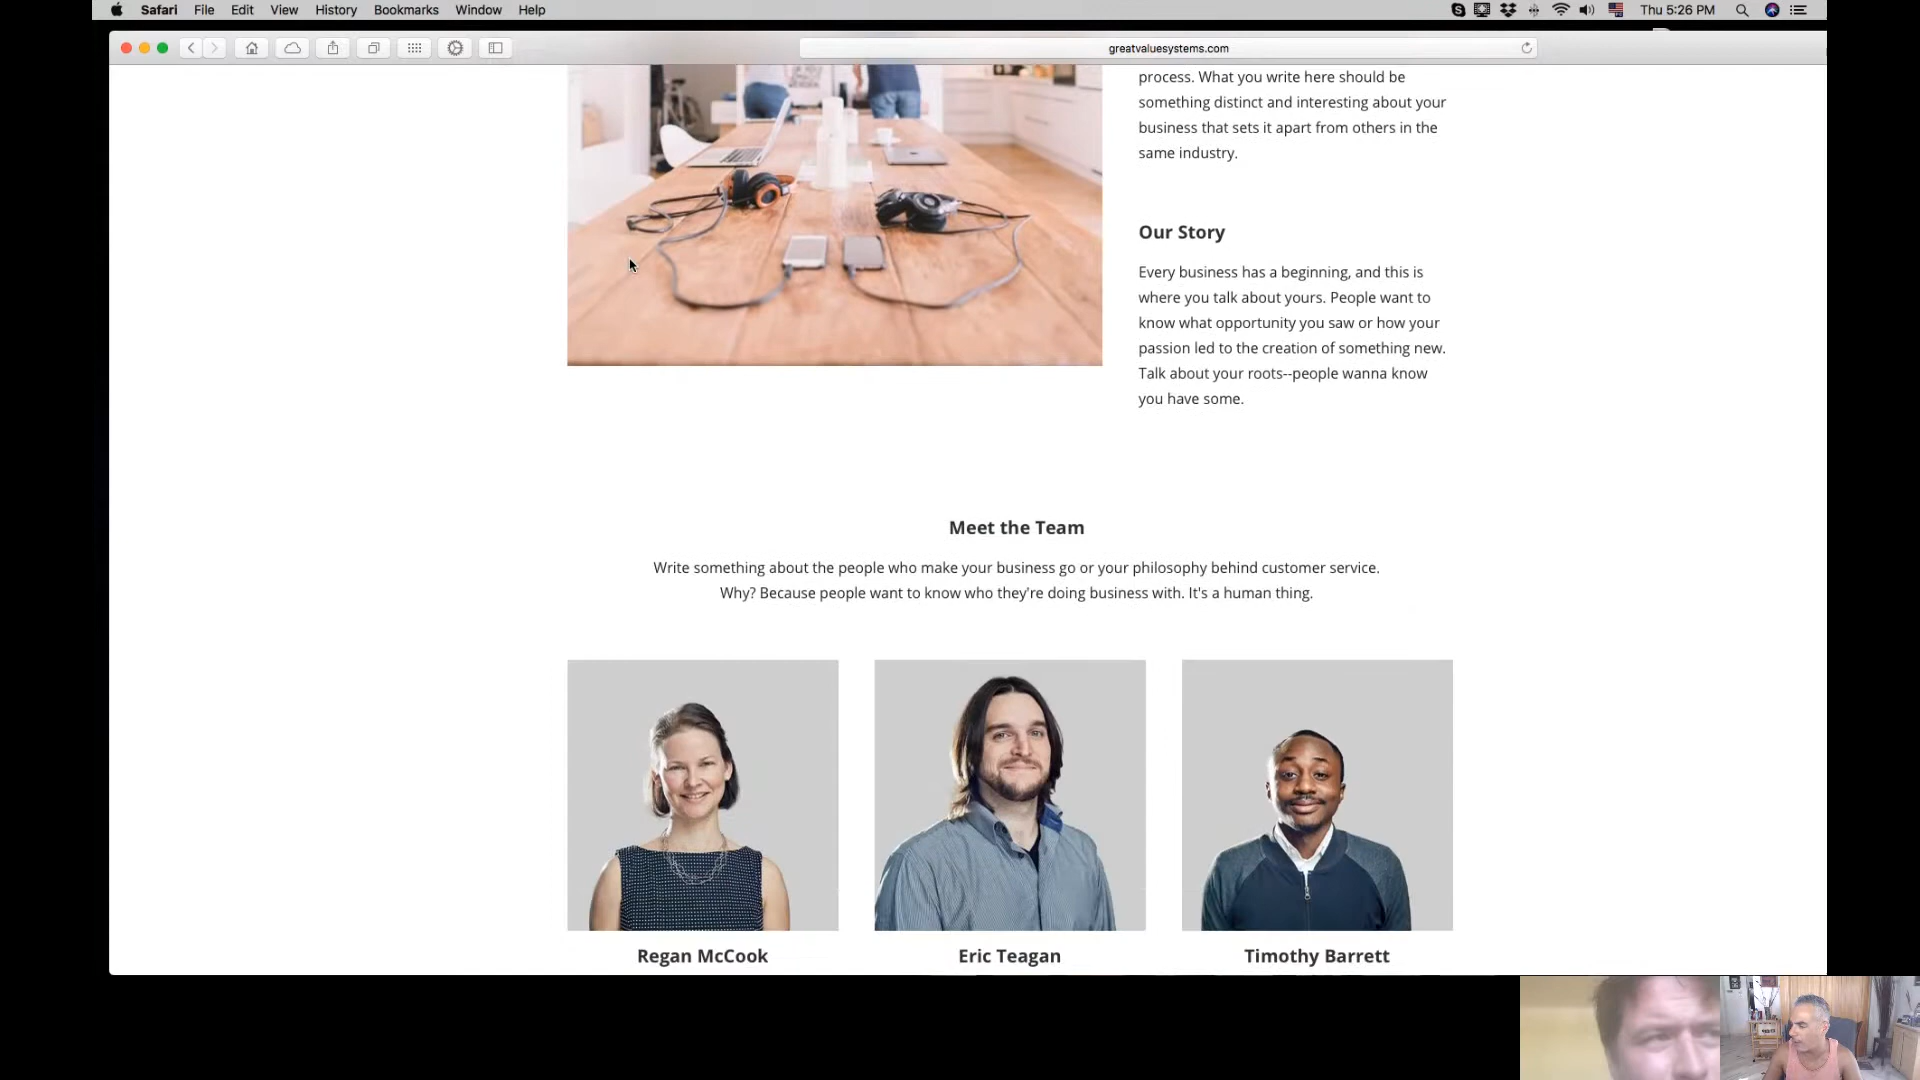 Safari File Edit View History Bookmarks Window Help Thu 5:26 PM
greatvaluesystems.com
process. What you write here should be
something distinct and interesting about your
business that sets it apart from others in the
same industry.
Our Story
Every business has a beginning, and this is
where you talk about yours. People want to
know what opportunity you saw or how your
passion led to the creation of something new.
Talk about your roots--people wanna know
you have some.
Meet the Team
Write something about the people who make your business go or your philosophy behind customer service.
Why? Because people want to know who they're doing business with. It's a human thing.
Regan McCook Eric Teagan Timothy Barrett